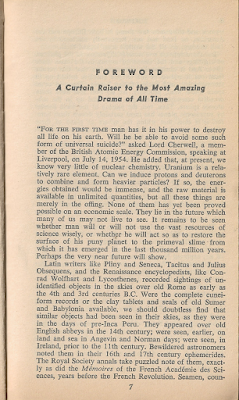 FOREWORD
A Curtain Raiser to the Most Amazing
Drama of All Time
"FOR THE FIRST TIME man has it in his power to destroy
all life on his earth. Will he be able to avoid some such
form of universal suicide?" asked Lord Cherwell, a mem-
ber of the British Atomic Energy Commission, speaking at
Liverpool, on July 14, 1954. He added that, at present, we
know very little of nuclear chemistry. Uranium is a rela-
tively rare element. Can we induce protons and deuterons
to combine and form heavier particles? If so, the ener-
gies obtained would be immense, and the raw material is
available in unlimited quantities, but all these things are
merely in the offing. None of them has yet been proved
possible on an economic scale. They lie in the future which
many of us may not live to see. It remains to be seen
whether man will or will not use the vast resources of
science wisely, or whether he will act so as to restore the
surface of his puny planet to the primeval slime from
which it has emerged in the last thousand million years.
Perhaps the very near future will show.
Latin writers like Pliny and Seneca, Tacitus and Julius
Obsequens, and the Renaissance encyclopedists, like Con-
rad Wolfhart and Lycosthenes, recorded sightings of un-
identified objects in the skies over old Rome as early as
the 4th and 3rd centuries B.C. Were the complete cunei-
form records or the clay tablets and seals of old Sumer
and Babylonia available, we should doubtless find that
similar objects had been seen in their skies, as they were
in the days of pre-Inca Peru. They appeared over old
English abbeys in the 14th century; were seen, earlier, on
land and sea in Angevin and Norman days; were seen, in
Ireland, prior to the 11th century. Bewildered astronomers
noted them in their 16th and 17th century ephemerides.
The Royal Society annals take puzzled note of them, exact-
ly as did the Mémoires of the French Académie des Sci-
ences, years before the French Revolution. Seamen, coun-
7